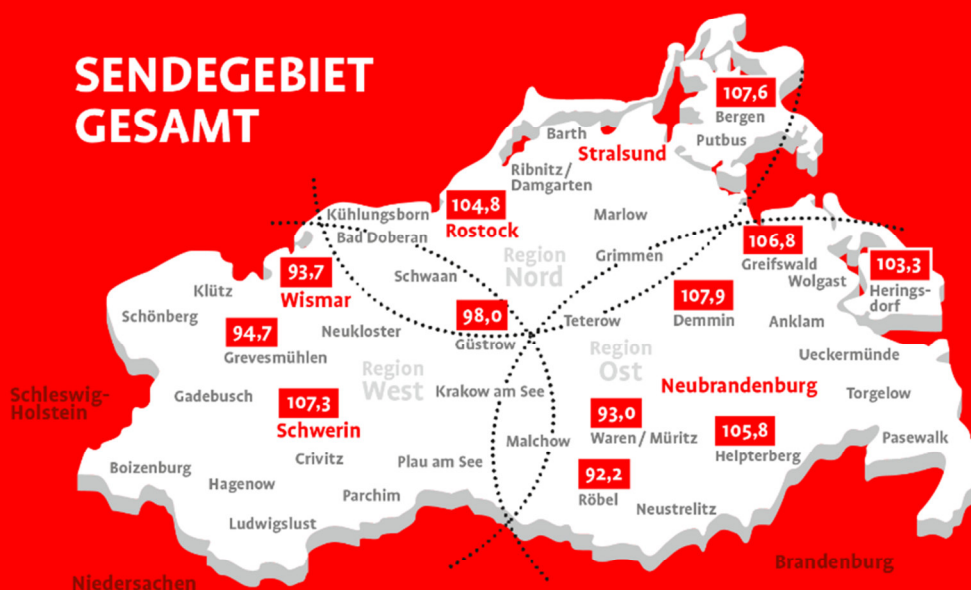 SENDEGEBIET
GESAMT
107,6
Bergen
Putbus
Barth
Stralsund
Ribnitz/
Damgarten
104,8
Rostock
Kühlungsborn
Bad Doberan
Marlow
Region
Nord
Grimmen
106,8
Greifswald
Wolgast
103,3
Herings-
dorf
93,7
Wismar
Schwaan
Klütz
Schönberg
94,7
Grevesmühlen
Neukloster
98,0
Güstrow
Teterow
107,9
Demmin
Anklam
Region
Ost
Ueckermünde
Region
West
Krakow am See
Neubrandenburg
Torgelow
Schleswig-
Holstein
Gadebusch
107,3
Schwerin
93,0
Waren / Müritz
105,8
Helpterberg
Pasewalk
Malchow
Crivitz
Plau am See
Boizenburg
Hagenow
Parchim
92,2
Röbel
Neustrelitz
Ludwigslust
Brandenburg
Niedersachen